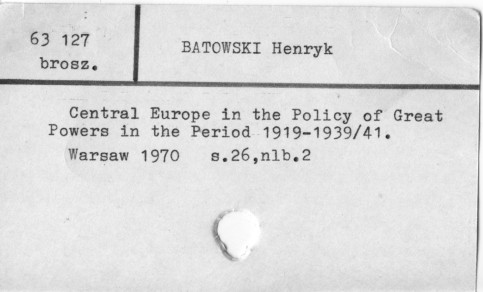 63 127
brosz.
BATOWSKI Henryk
Central Europe in the Policy of Great
Powers in the Period 1919-1939/41.
Warsaw 1970 s.26,nlb.2